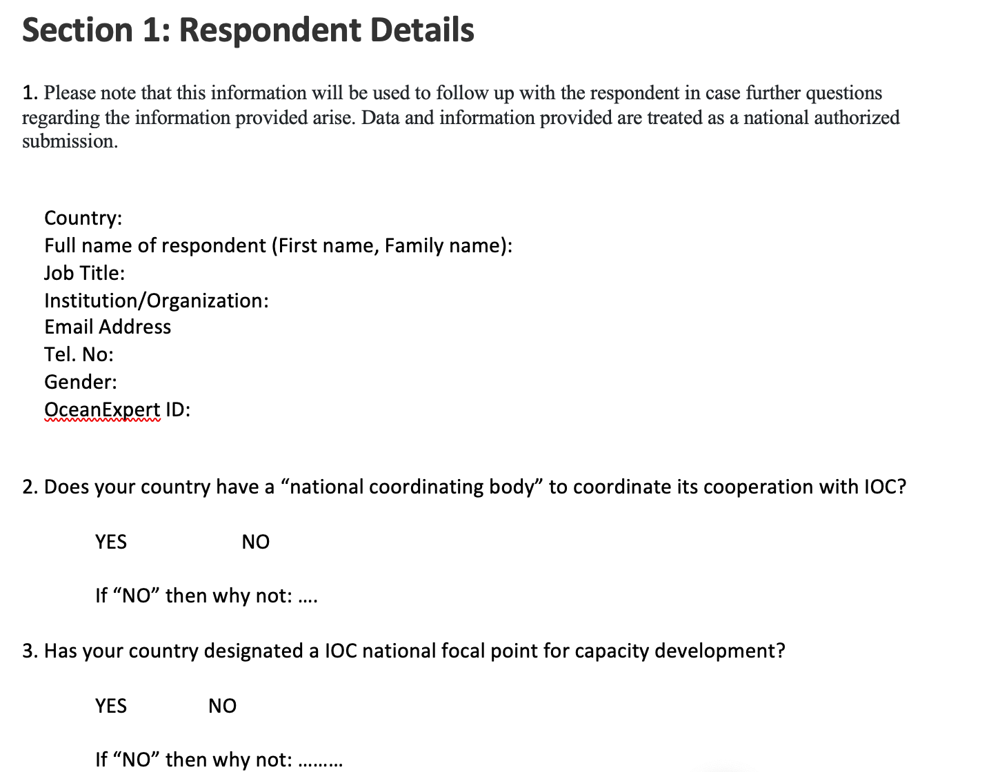 Section 1: Respondent Details
1. Please note that this information will be used to follow up with the respondent in case further questions
regarding the information provided arise. Data and information provided are treated as a national authorized
submission.
Country:
Full name of respondent (First name, Family name):
Job Title:
Institution/Organization:
Email Address
Tel. No:
Gender:
OceanExpert ID:
2. Does your country have a “national coordinating body” to coordinate its cooperation with IOC?
YES NO
If “NO” then why not: ....
3. Has your country designated a IOC national focal point for capacity development?
YES NO
If “NO” then why not: .........